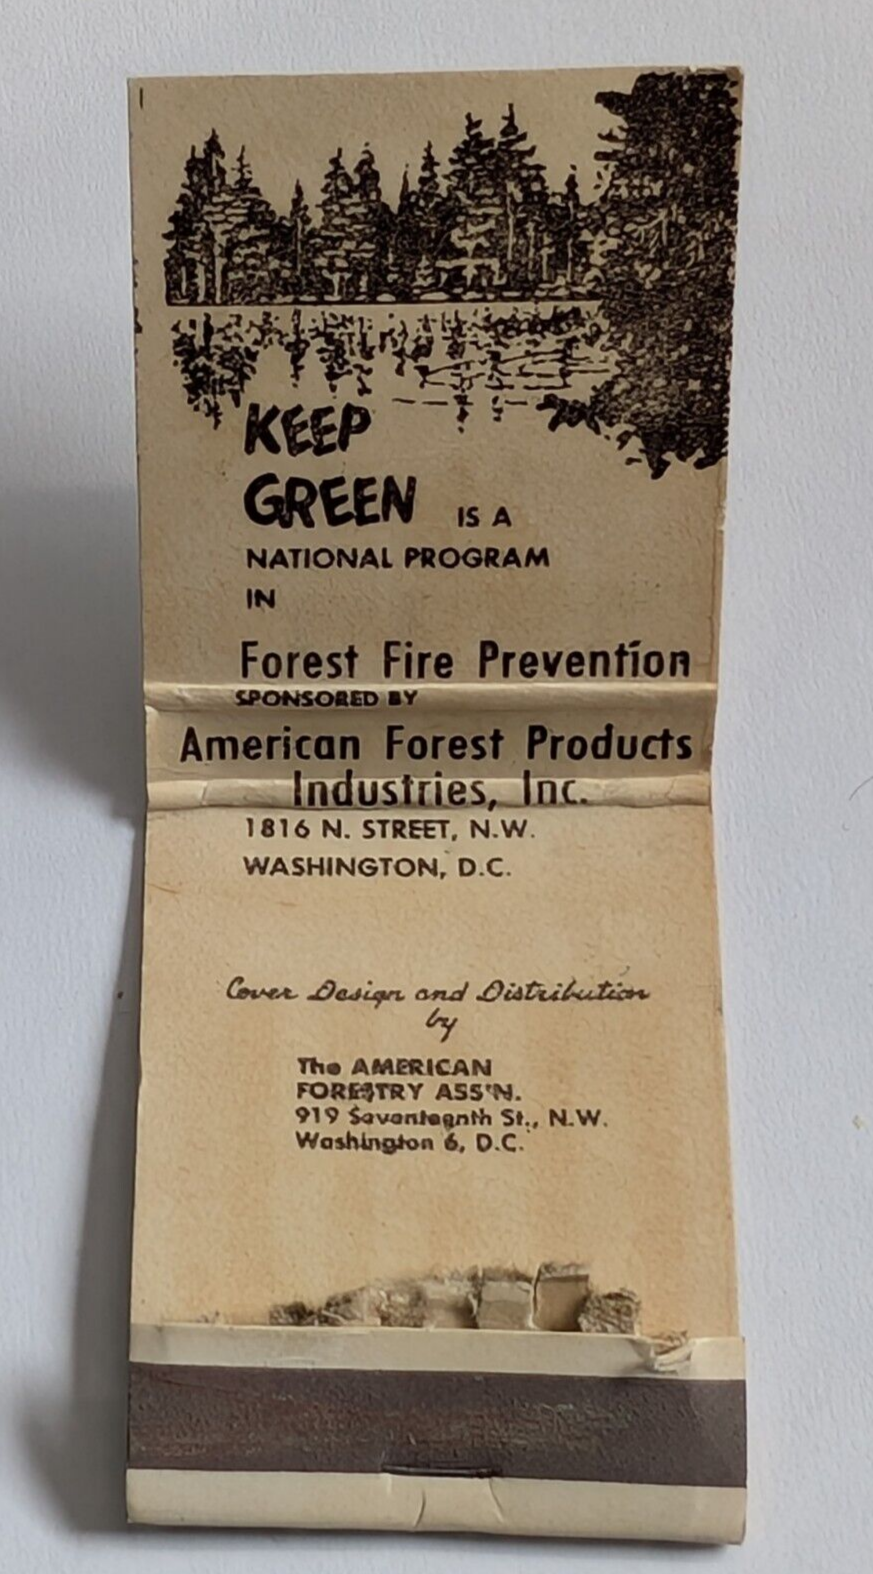 KEEP
GREEN IS A
NATIONAL PROGRAM
IN
Forest Fire Prevention
SPONSORED BY
American Forest Products
Industries, Inc.
1816 N. STREET, N.W.
WASHINGTON, D.C.
Cover Design and Distribution
by
The AMERICAN
FORESTRY ASS'N.
919 Seventeenth St., N.W.
Washington 6, D.C.